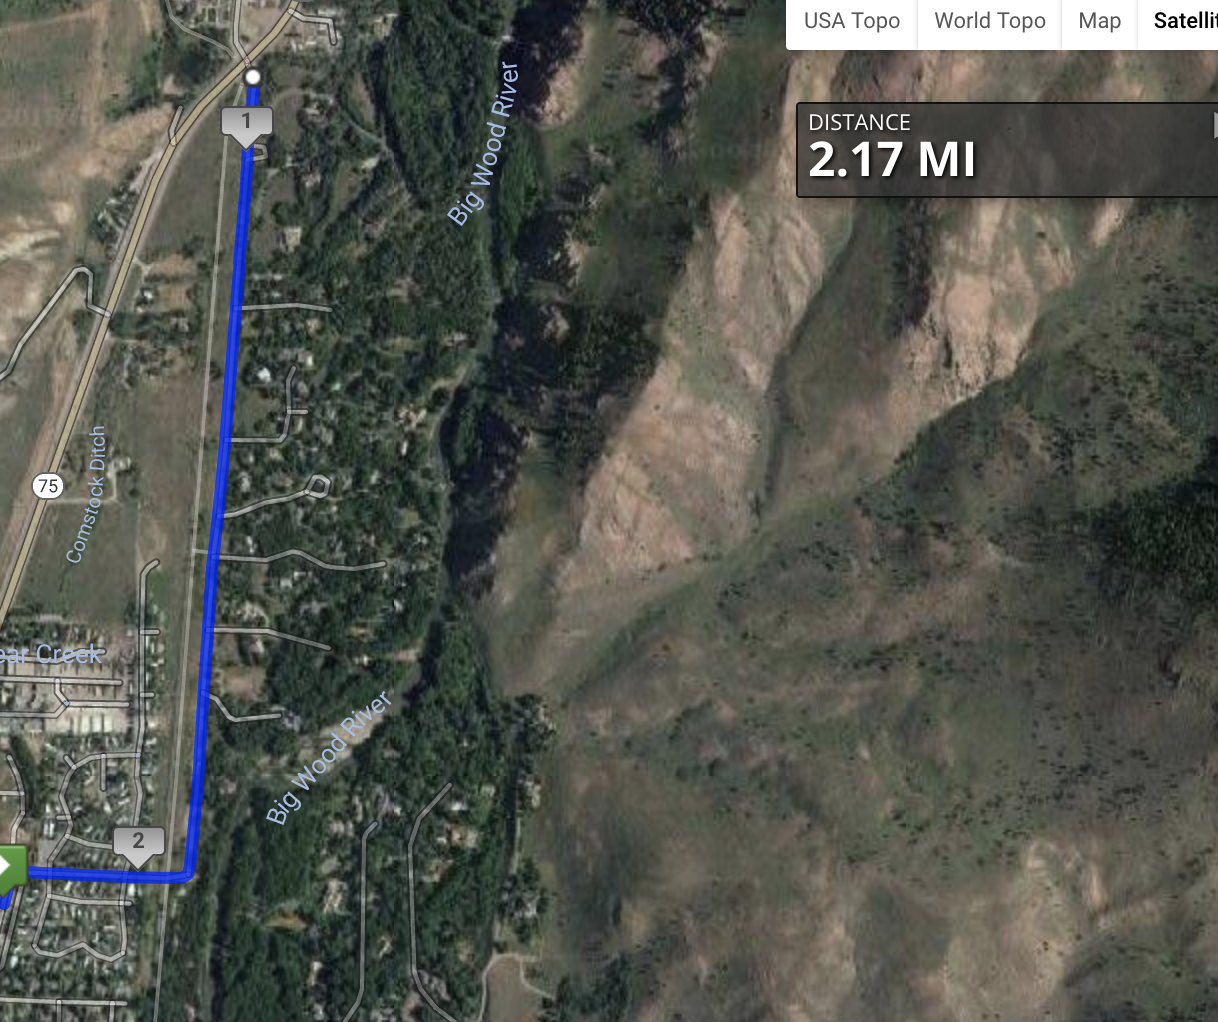 USA Topo
World Topo
Map
Satellit
DISTANCE
2.17 MI
1
Big Wood River
75
Comstock Ditch
ear Creek
Big Wood River
2